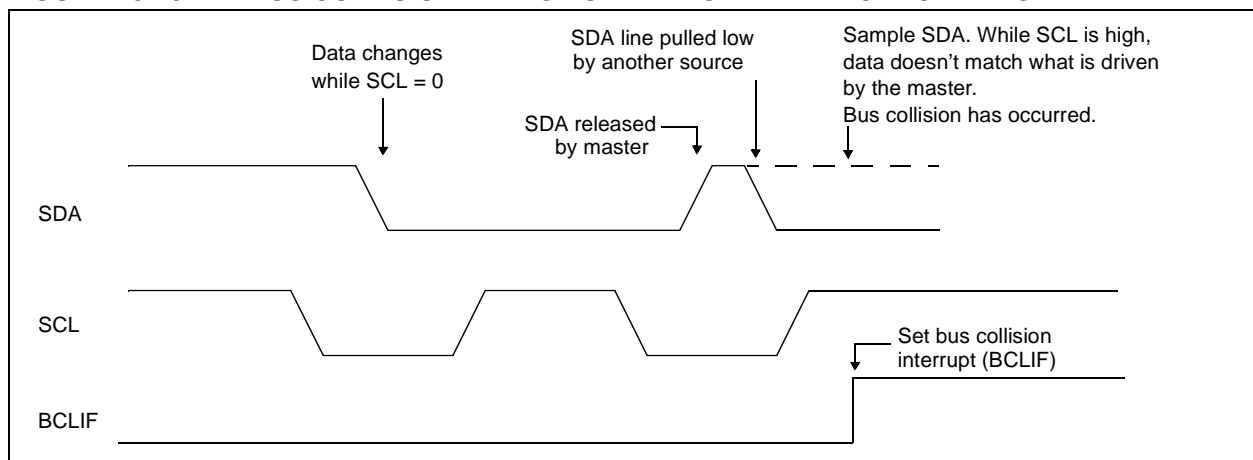 Data changes
while SCL = 0
SDA line pulled low
by another source
Sample SDA. While SCL is high,
data doesn't match what is driven
by the master.
Bus collision has occurred.
SDA released
by master
SDA
SCL
Set bus collision
interrupt (BCLIF)
BCLIF